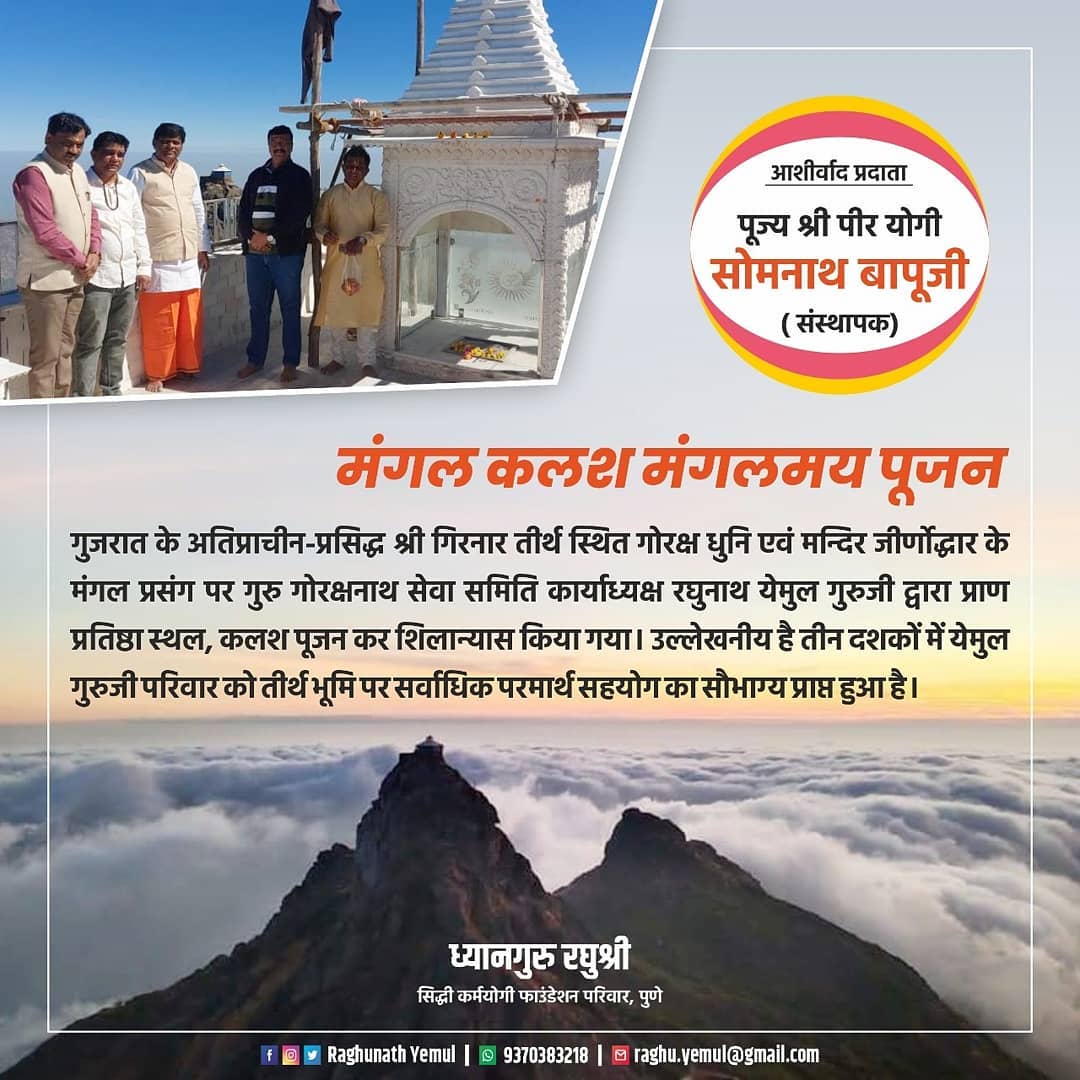 आशीर्वाद प्रदाता
पूज्य श्री पीर योगी
सोमनाथ बापूजी
( संस्थापक)
मंगल कलश मंगलमय पूजन
गुजरात के अतिप्राचीन-प्रसिद्ध श्री गिरनार तीर्थ स्थित गोरक्ष धुनि एवं मन्दिर जीर्णोद्धार के
मंगल प्रसंग पर गुरु गोरक्षनाथ सेवा समिति कार्याध्यक्ष रघुनाथ येमुल गुरुजी द्वारा प्राण
प्रतिष्ठा स्थल, कलश पूजन कर शिलान्यास किया गया। उल्लेखनीय है तीन दशकों में येमुल
गुरुजी परिवार को तीर्थ भूमि पर सर्वाधिक परमार्थ सहयोग का सौभाग्य प्राप्त हुआ है।
ध्यानगुरु रघुश्री
सिद्धी कर्मयोगी फाउंडेशन परिवार, पुणे
Raghunath Yemul | 9370383218 | raghu.yemul@gmail.com